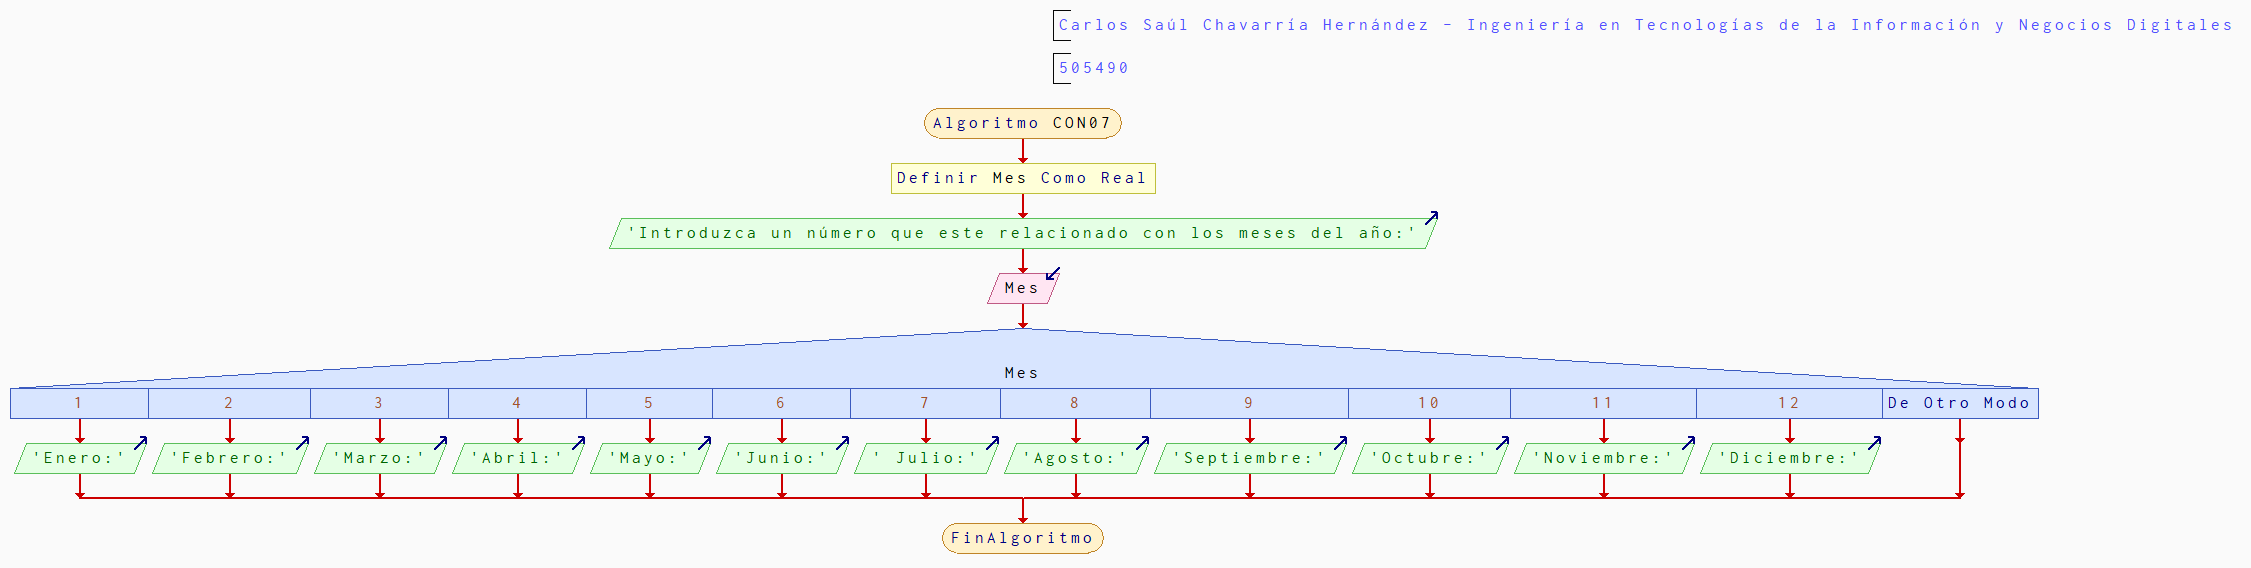 Carlos Saúl Chavarría Hernández - Ingeniería en Tecnologías de la Información y Negocios Digitales
505490
Algoritmo CON07
Definir Mes Como Real
'Introduzca un número que este relacionado con los meses del año:'
Mes
Mes
1 2 3 4 5 6 7 8 9 10 11 12 De Otro Modo
'Enero:' 'Febrero:' 'Marzo:' 'Abril:' 'Mayo:' 'Junio:' ' Julio:' 'Agosto:' 'Septiembre:' 'Octubre:' 'Noviembre:' 'Diciembre:'
FinAlgoritmo